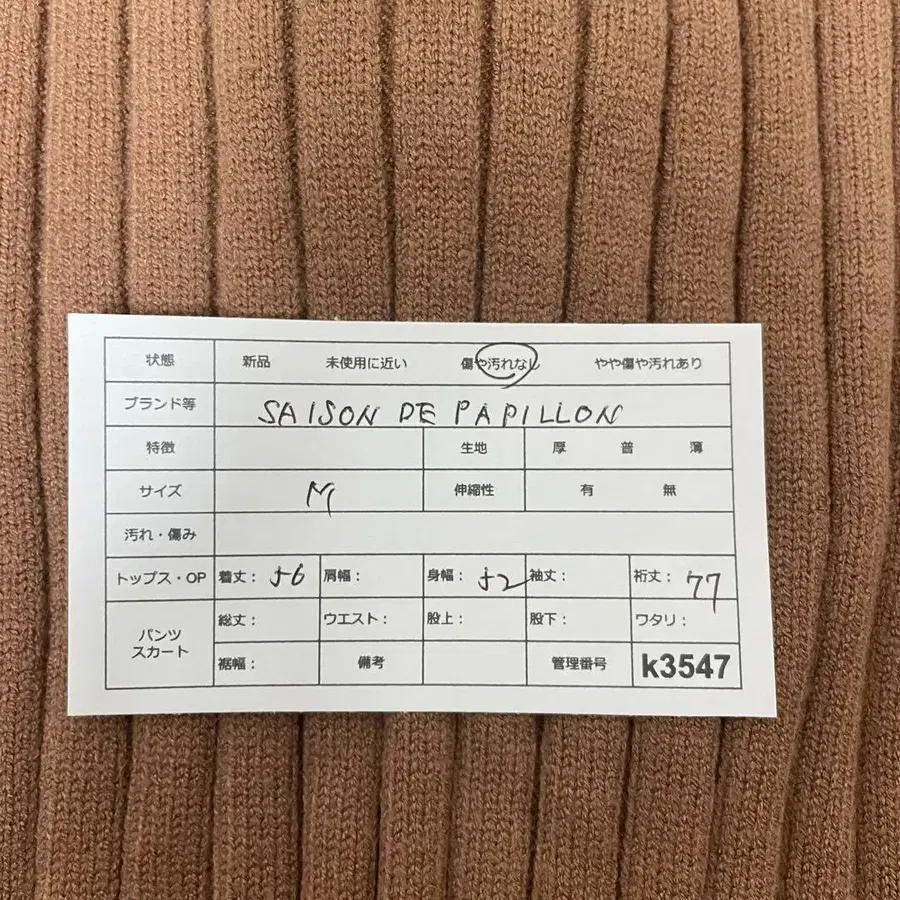 状態 新品 未使用に近い 傷や汚れなし やや傷や汚れあり
ブランド等 SAISON DE PAPILLON
特徴 生地 厚 普 薄
サイズ M 伸縮性 有 無
汚れ・傷み
トップス・OP 着丈： 56 肩幅： 身幅： 52 袖丈： 裄丈： 77
パンツ スカート 総丈： ウエスト： 股上： 股下： ワタリ：
裾幅： 備考 管理番号 k3547